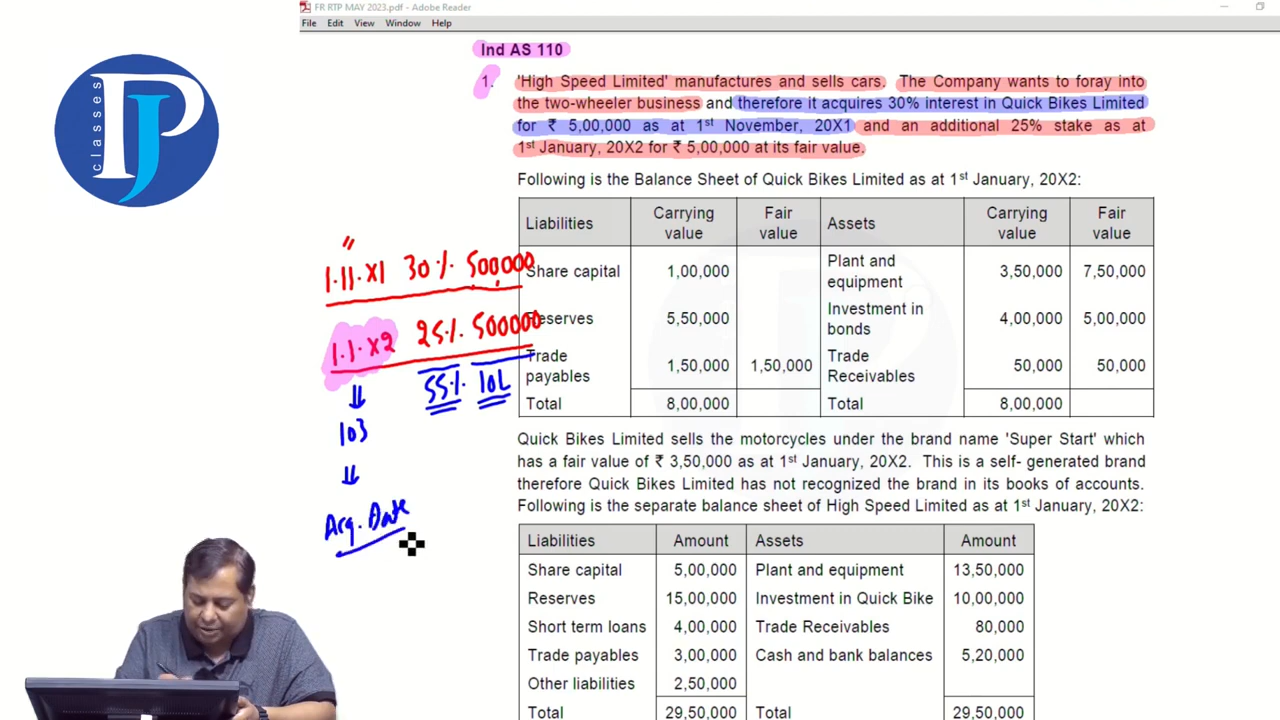 FR RTP MAY 2023.pdf - Adobe Reader
File Edit View Window Help
classes
PJ
Ind AS 110
1. 'High Speed Limited' manufactures and sells cars. The Company wants to foray into
the two-wheeler business and therefore it acquires 30% interest in Quick Bikes Limited
for ₹ 5,00,000 as at 1st November, 20X1 and an additional 25% stake as at
1st January, 20X2 for ₹ 5,00,000 at its fair value.
Following is the Balance Sheet of Quick Bikes Limited as at 1st January, 20X2:
Liabilities Carrying value Fair value Assets Carrying value Fair value
Share capital 1,00,000 Plant and equipment 3,50,000 7,50,000
Reserves 5,50,000 Investment in bonds 4,00,000 5,00,000
Trade payables 1,50,000 1,50,000 Trade Receivables 50,000 50,000
Total 8,00,000 Total 8,00,000
1.11.X1 30% 500000
1.1.X2 25% 500000
55% 10L
103
Acq. Date
Quick Bikes Limited sells the motorcycles under the brand name 'Super Start' which
has a fair value of ₹ 3,50,000 as at 1st January, 20X2. This is a self- generated brand
therefore Quick Bikes Limited has not recognized the brand in its books of accounts.
Following is the separate balance sheet of High Speed Limited as at 1st January, 20X2:
Liabilities Amount Assets Amount
Share capital 5,00,000 Plant and equipment 13,50,000
Reserves 15,00,000 Investment in Quick Bike 10,00,000
Short term loans 4,00,000 Trade Receivables 80,000
Trade payables 3,00,000 Cash and bank balances 5,20,000
Other liabilities 2,50,000
Total 29,50,000 Total 29,50,000